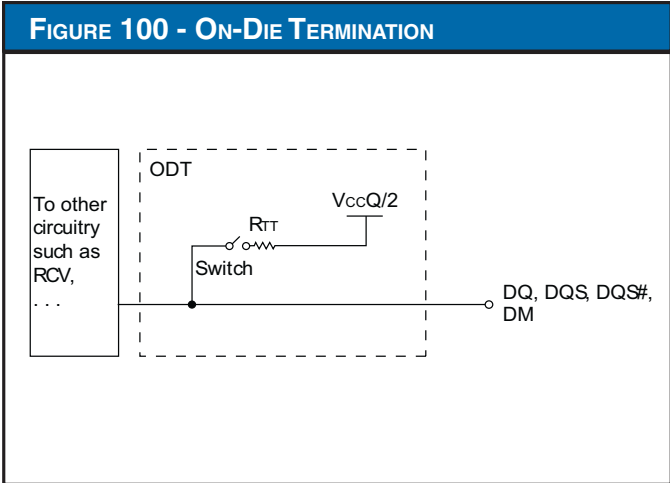 FIGURE 100 - ON-DIE TERMINATION
ODT
To other
circuitry
such as
RCV,
. . .
VCCQ/2
RTT
Switch
DQ, DQS, DQS#,
DM